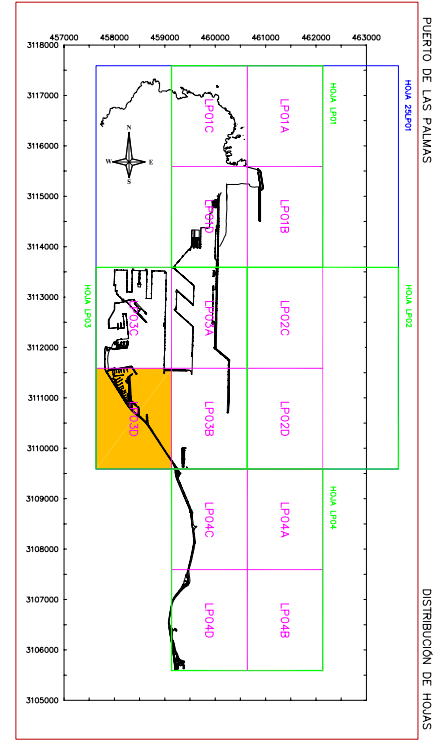 PUERTO DE LAS PALMAS
DISTRIBUCIÓN DE HOJAS
457000
458000
459000
460000
461000
462000
463000
3118000
3117000
3116000
3115000
3114000
3113000
3112000
3111000
3110000
3109000
3108000
3107000
3106000
3105000
HOJA 25LP01
HOJA LP01
HOJA LP02
HOJA LP03
HOJA LP04
LP01A
LP01B
LP01C
LP01D
LP02C
LP02D
LP03A
LP03B
LP03C
LP03D
LP04A
LP04B
LP04C
LP04D
N
W
E
S